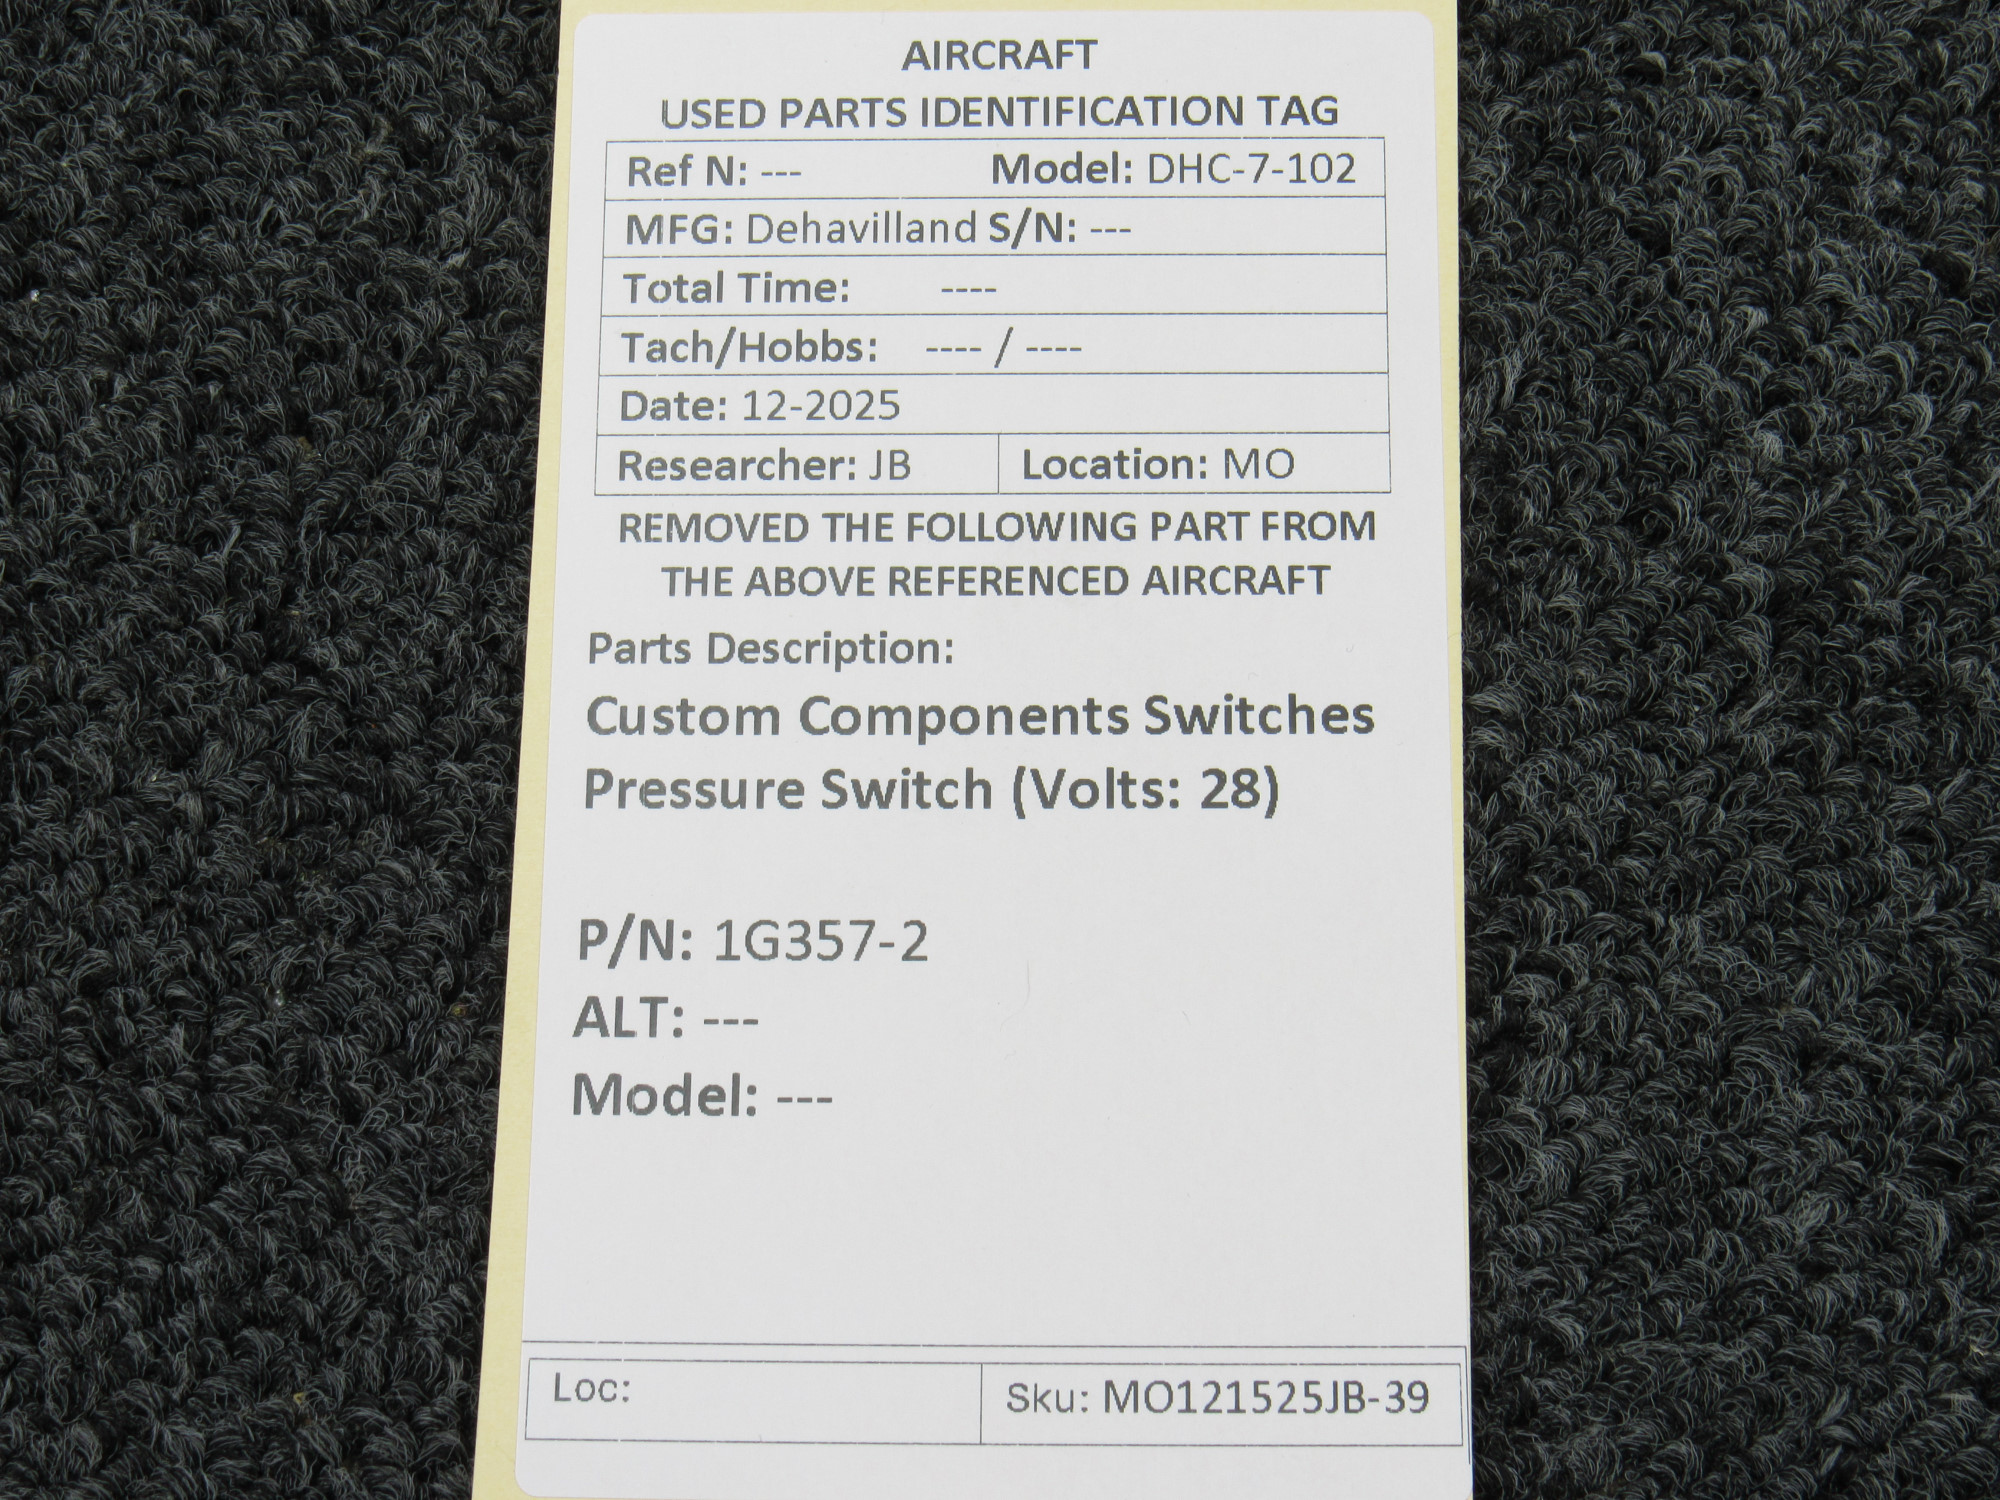 AIRCRAFT
USED PARTS IDENTIFICATION TAG
Ref N: --- Model: DHC-7-102
MFG: Dehavilland S/N: ---
Total Time: ----
Tach/Hobbs: ---- / ----
Date: 12-2025
Researcher: JB Location: MO
REMOVED THE FOLLOWING PART FROM
THE ABOVE REFERENCED AIRCRAFT
Parts Description:
Custom Components Switches
Pressure Switch (Volts: 28)
P/N: 1G357-2
ALT: ---
Model: ---
Loc: Sku: MO121525JB-39